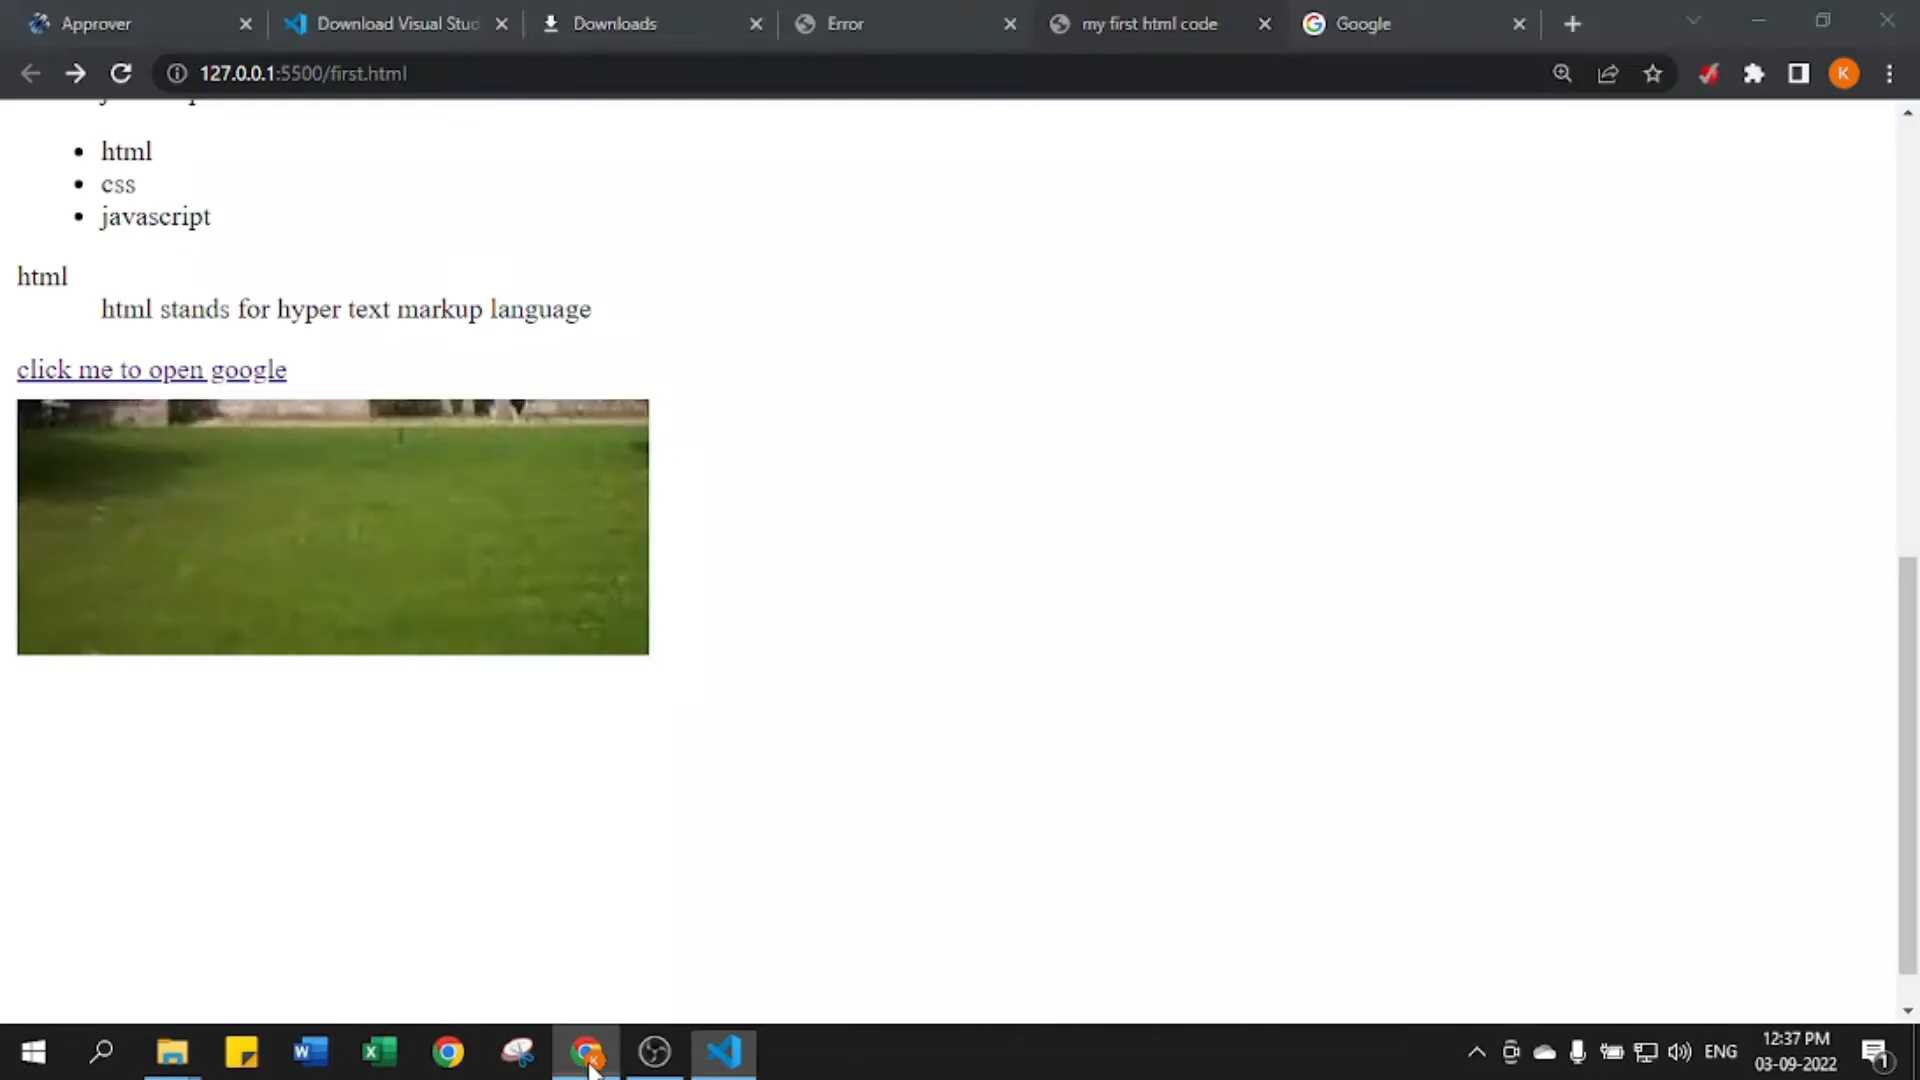 Approver
Download Visual Stud
Downloads
Error
my first html code
Google
127.0.0.1:5500/first.html
K
html
css
javascript
html
html stands for hyper text markup language
click me to open google
ENG
12:37 PM
03-09-2022
1